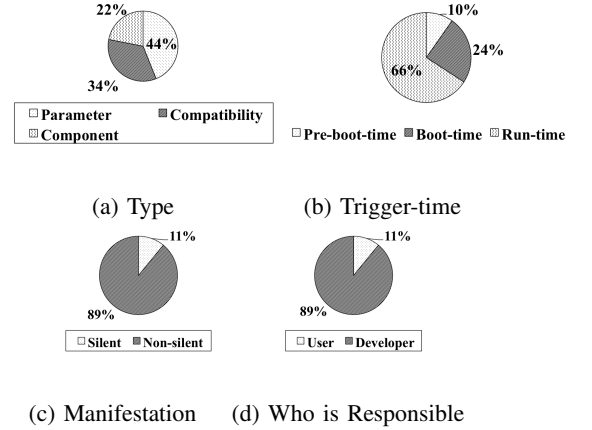 22%
44%
34%
Parameter Compatibility
Component
(a) Type
10%
24%
66%
Pre-boot-time Boot-time Run-time
(b) Trigger-time
11%
89%
Silent Non-silent
(c) Manifestation
11%
89%
User Developer
(d) Who is Responsible